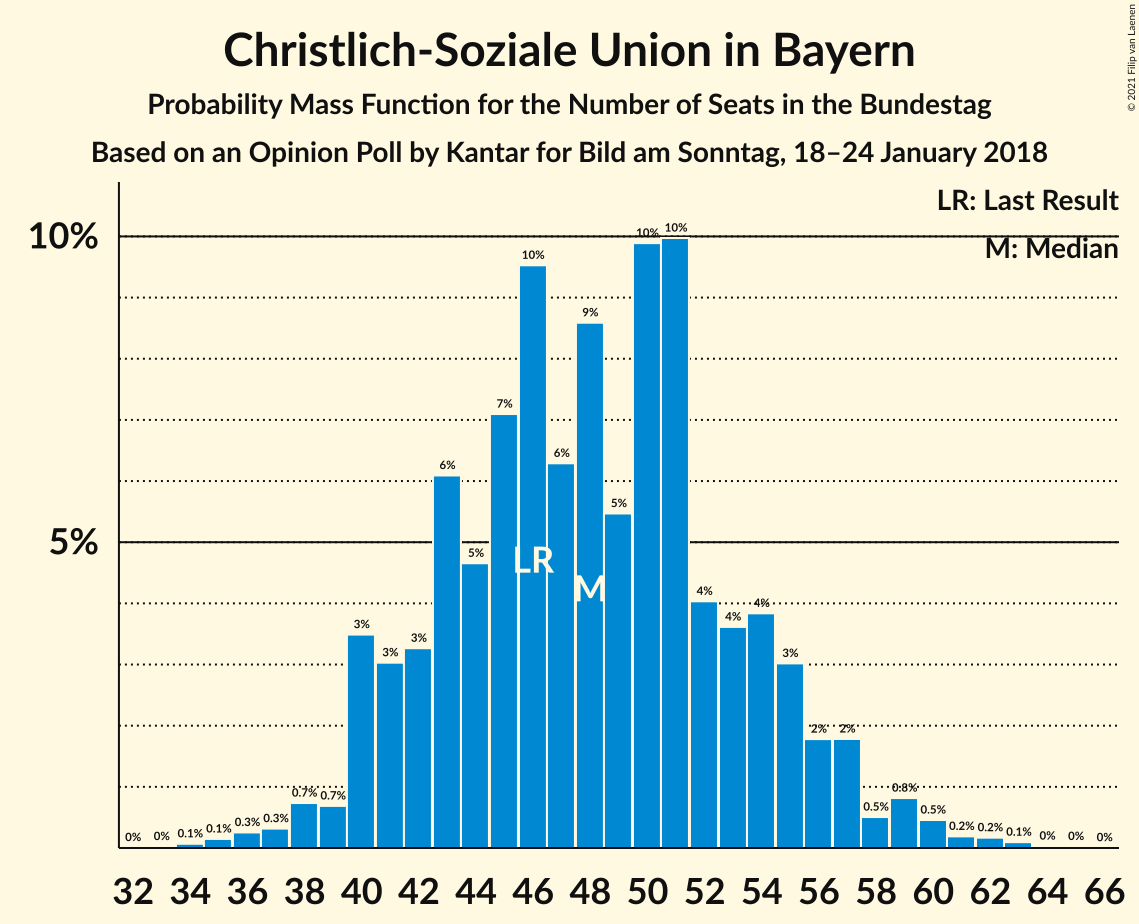 Christlich-Soziale Union in Bayern
Probability Mass Function for the Number of Seats in the Bundestag
Based on an Opinion Poll by Kantar for Bild am Sonntag, 18–24 January 2018
© 2021 Filip van Laenen
LR: Last Result
M: Median
10%
5%
0% 0% 0.1% 0.1% 0.3% 0.3% 0.7% 0.7% 3% 3% 3% 6% 5% 7% 10% 6% 9% 5% 10% 10% 4% 4% 4% 3% 2% 2% 0.5% 0.8% 0.5% 0.2% 0.2% 0.1% 0% 0% 0%
LR
M
32 34 36 38 40 42 44 46 48 50 52 54 56 58 60 62 64 66